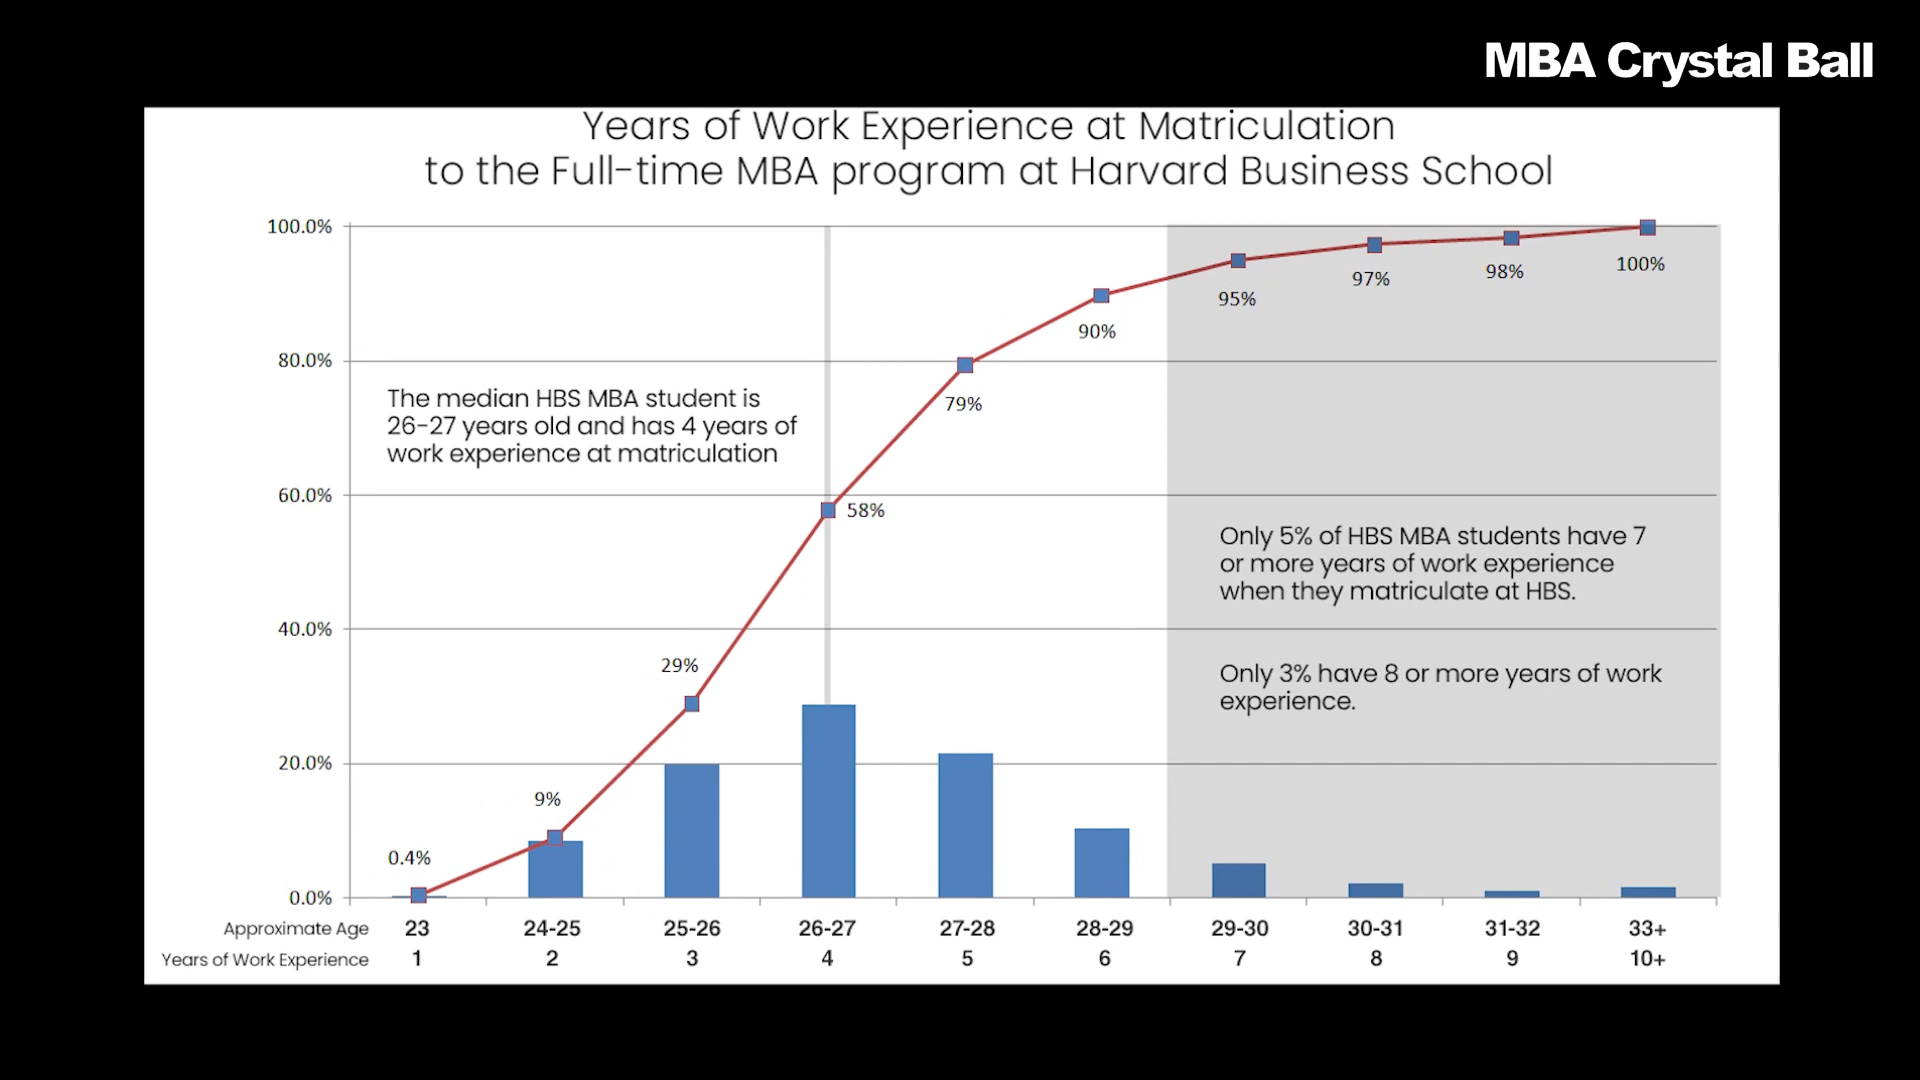 MBA Crystal Ball
Years of Work Experience at Matriculation
to the Full-time MBA program at Harvard Business School
100.0%
80.0%
60.0%
40.0%
20.0%
0.0%
0.4%
9%
29%
58%
79%
90%
95%
97%
98%
100%
The median HBS MBA student is
26-27 years old and has 4 years of
work experience at matriculation
Only 5% of HBS MBA students have 7
or more years of work experience
when they matriculate at HBS.
Only 3% have 8 or more years of work
experience.
Approximate Age 23 24-25 25-26 26-27 27-28 28-29 29-30 30-31 31-32 33+
Years of Work Experience 1 2 3 4 5 6 7 8 9 10+